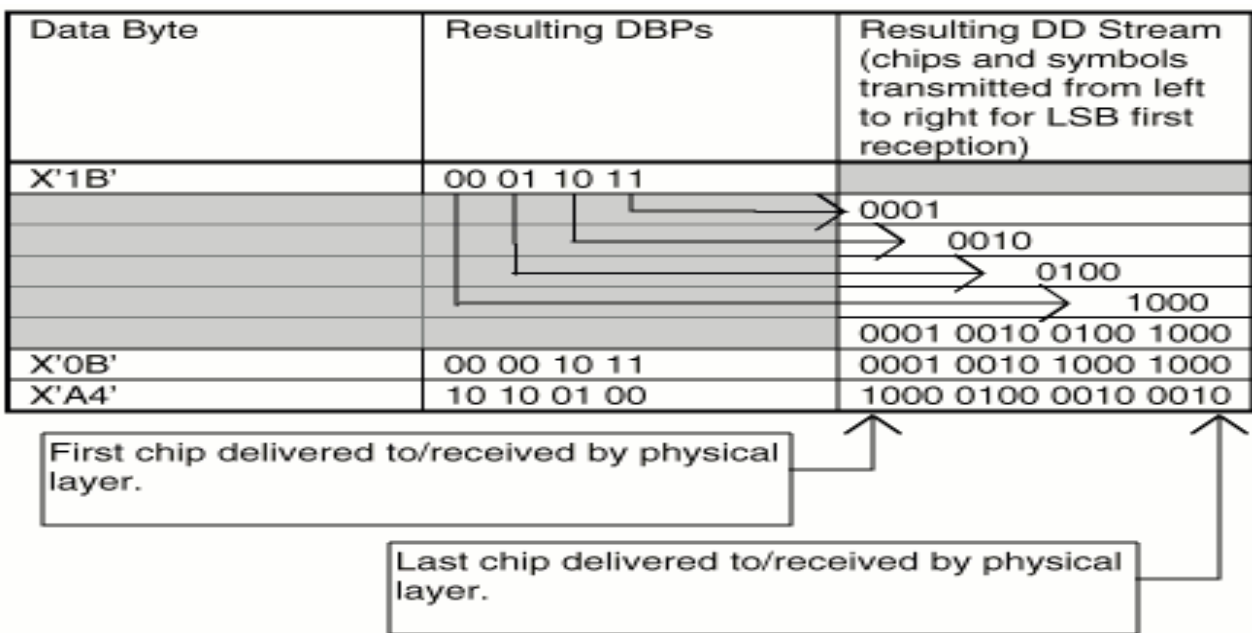 Data Byte
Resulting DBPs
Resulting DD Stream
(chips and symbols
transmitted from left
to right for LSB first
reception)
X'1B'
00 01 10 11
0001
0010
0100
1000
0001 0010 0100 1000
X'0B'
00 00 10 11
0001 0010 1000 1000
X'A4'
10 10 01 00
1000 0100 0010 0010
First chip delivered to/received by physical
layer.
Last chip delivered to/received by physical
layer.